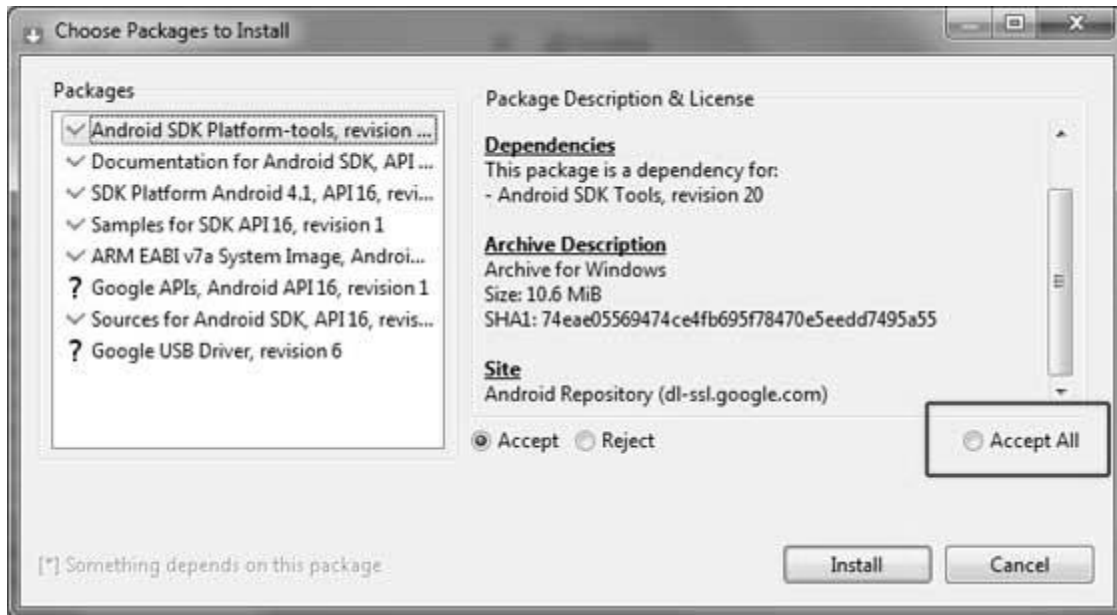 Choose Packages to Install
Packages
Android SDK Platform-tools, revision ...
Documentation for Android SDK, API ...
SDK Platform Android 4.1, API 16, revi...
Samples for SDK API 16, revision 1
ARM EABI v7a System Image, Androi...
? Google APIs, Android API 16, revision 1
Sources for Android SDK, API 16, revis...
? Google USB Driver, revision 6
Package Description & License
Dependencies
This package is a dependency for:
- Android SDK Tools, revision 20
Archive Description
Archive for Windows
Size: 10.6 MiB
SHA1: 74eae05569474ce4fb695f78470e5eedd7495a55
Site
Android Repository (dl-ssl.google.com)
Accept Reject Accept All
[*] Something depends on this package
Install Cancel